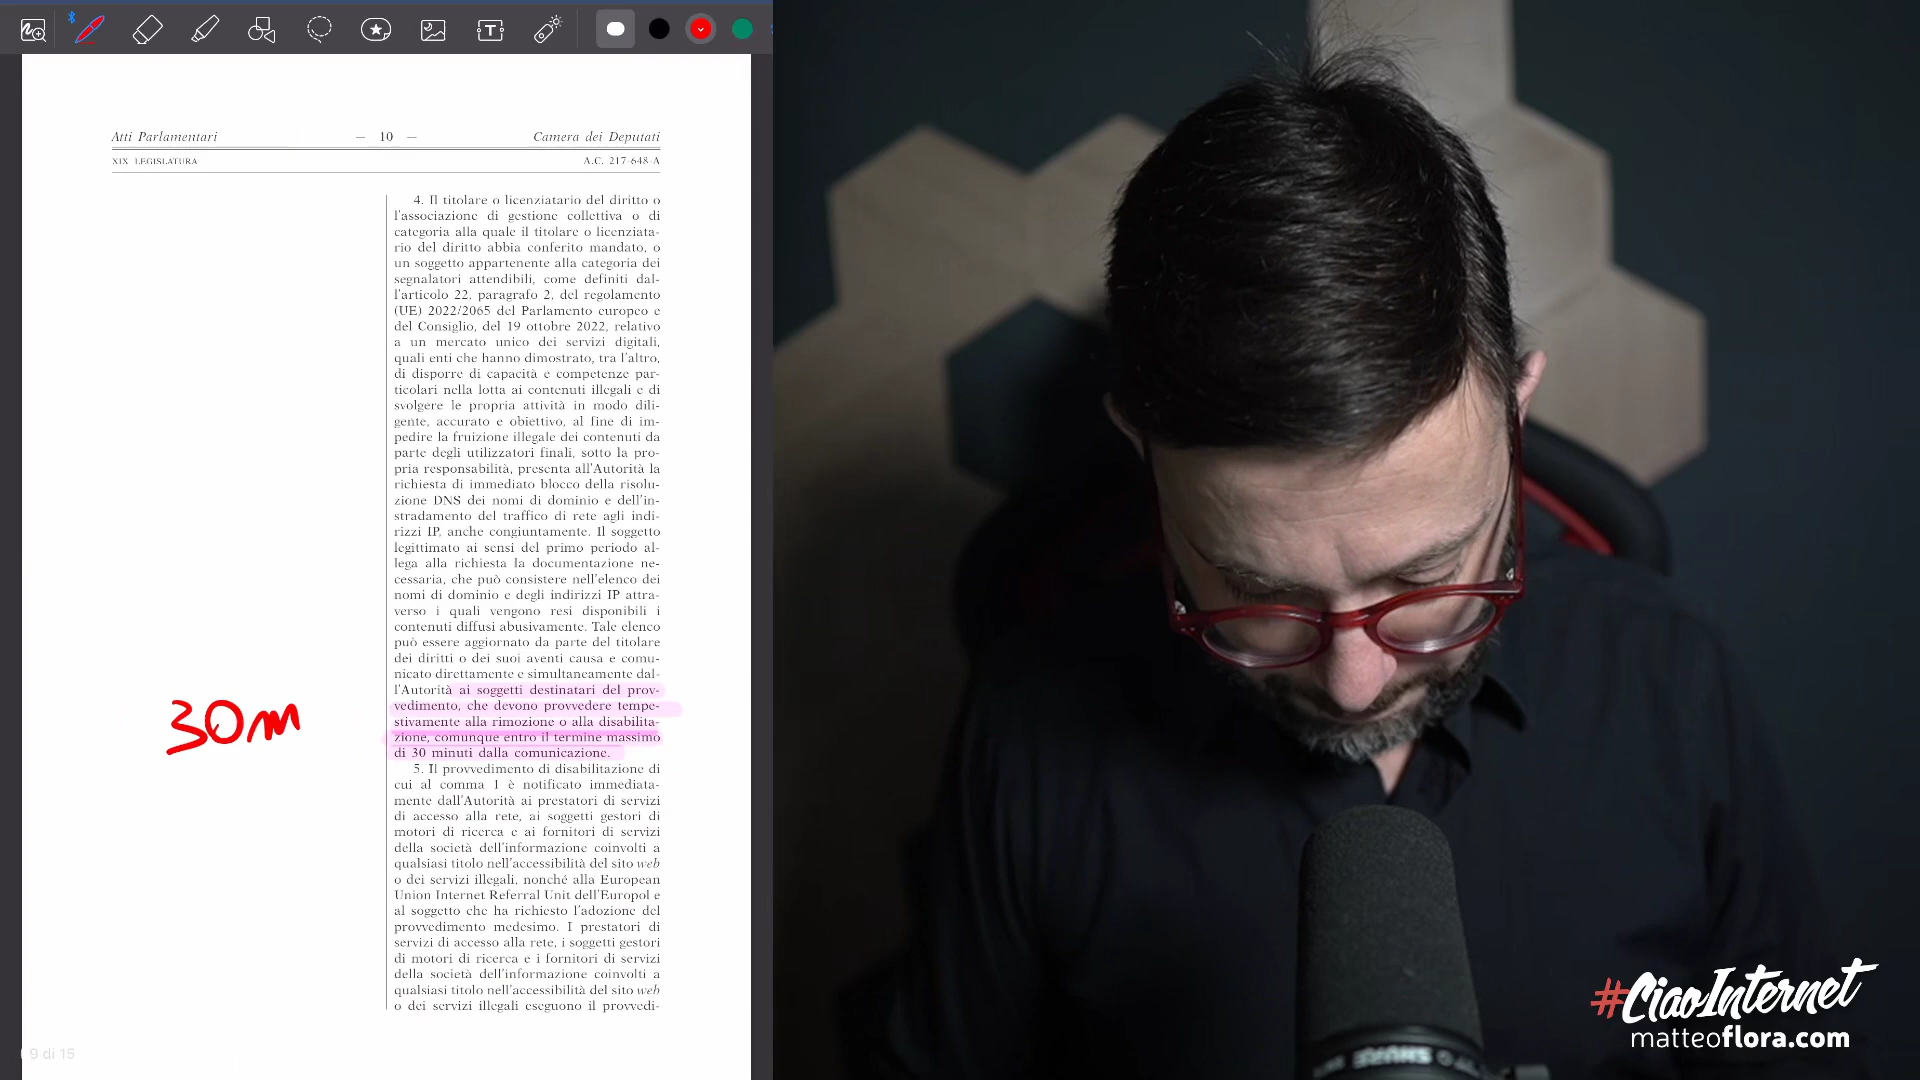 T
Atti Parlamentari — 10 — Camera dei Deputati
XIX LEGISLATURA A.C. 217-648-A
4. Il titolare o licenziatario del diritto o
l'associazione di gestione collettiva o di
categoria alla quale il titolare o licenziata-
rio del diritto abbia conferito mandato, o
un soggetto appartenente alla categoria dei
segnalatori attendibili, come definiti dal-
l'articolo 22, paragrafo 2, del regolamento
(UE) 2022/2065 del Parlamento europeo e
del Consiglio, del 19 ottobre 2022, relativo
a un mercato unico dei servizi digitali,
quali enti che hanno dimostrato, tra l'altro,
di disporre di capacità e competenze par-
ticolari nella lotta ai contenuti illegali e di
svolgere le propria attività in modo dili-
gente, accurato e obiettivo, al fine di im-
pedire la fruizione illegale dei contenuti da
parte degli utilizzatori finali, sotto la pro-
pria responsabilità, presenta all'Autorità la
richiesta di immediato blocco della risolu-
zione DNS dei nomi di dominio e dell'in-
stradamento del traffico di rete agli indi-
rizzi IP, anche congiuntamente. Il soggetto
legittimato ai sensi del primo periodo al-
lega alla richiesta la documentazione ne-
cessaria, che può consistere nell'elenco dei
nomi di dominio e degli indirizzi IP attra-
verso i quali vengono resi disponibili i
contenuti diffusi abusivamente. Tale elenco
può essere aggiornato da parte del titolare
dei diritti o dei suoi aventi causa e comu-
nicato direttamente e simultaneamente dal-
l'Autorità ai soggetti destinatari del prov-
vedimento, che devono provvedere tempe-
stivamente alla rimozione o alla disabilita-
zione, comunque entro il termine massimo
di 30 minuti dalla comunicazione.
30m
5. Il provvedimento di disabilitazione di
cui al comma 1 è notificato immediata-
mente dall'Autorità ai prestatori di servizi
di accesso alla rete, ai soggetti gestori di
motori di ricerca e ai fornitori di servizi
della società dell'informazione coinvolti a
qualsiasi titolo nell'accessibilità del sito web
o dei servizi illegali, nonché alla European
Union Internet Referral Unit dell'Europol e
al soggetto che ha richiesto l'adozione del
provvedimento medesimo. I prestatori di
servizi di accesso alla rete, i soggetti gestori
di motori di ricerca e i fornitori di servizi
della società dell'informazione coinvolti a
qualsiasi titolo nell'accessibilità del sito web
o dei servizi illegali eseguono il provvedi-
9 di 15
SHURE
#CiaoInternet
matteoflora.com